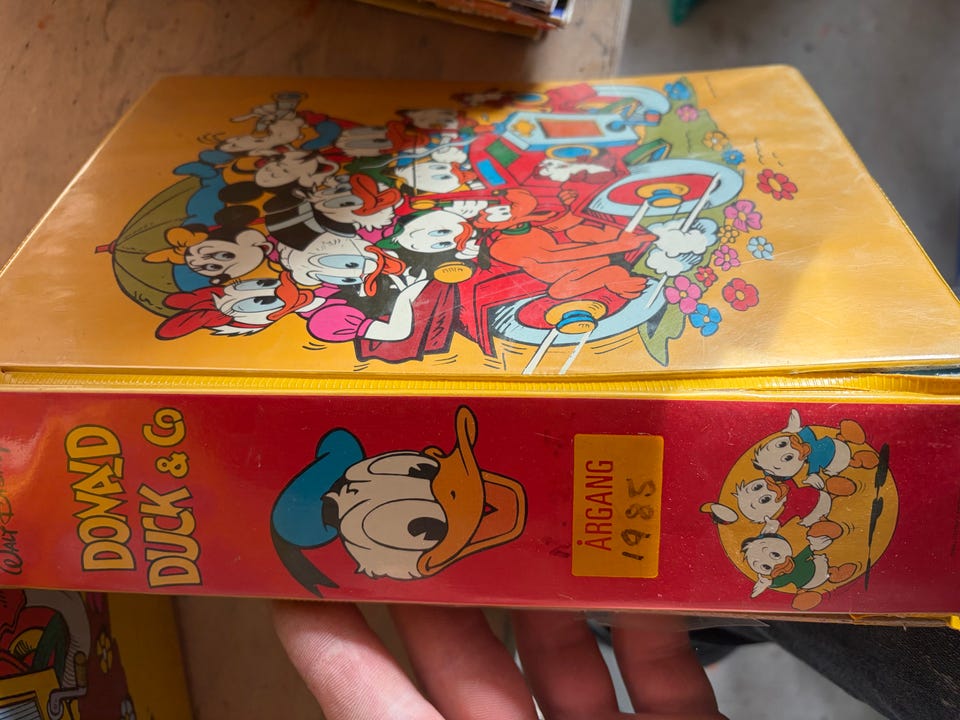 WALT DISNEY
DONALD
DUCK & Co
ÅRGANG
1985